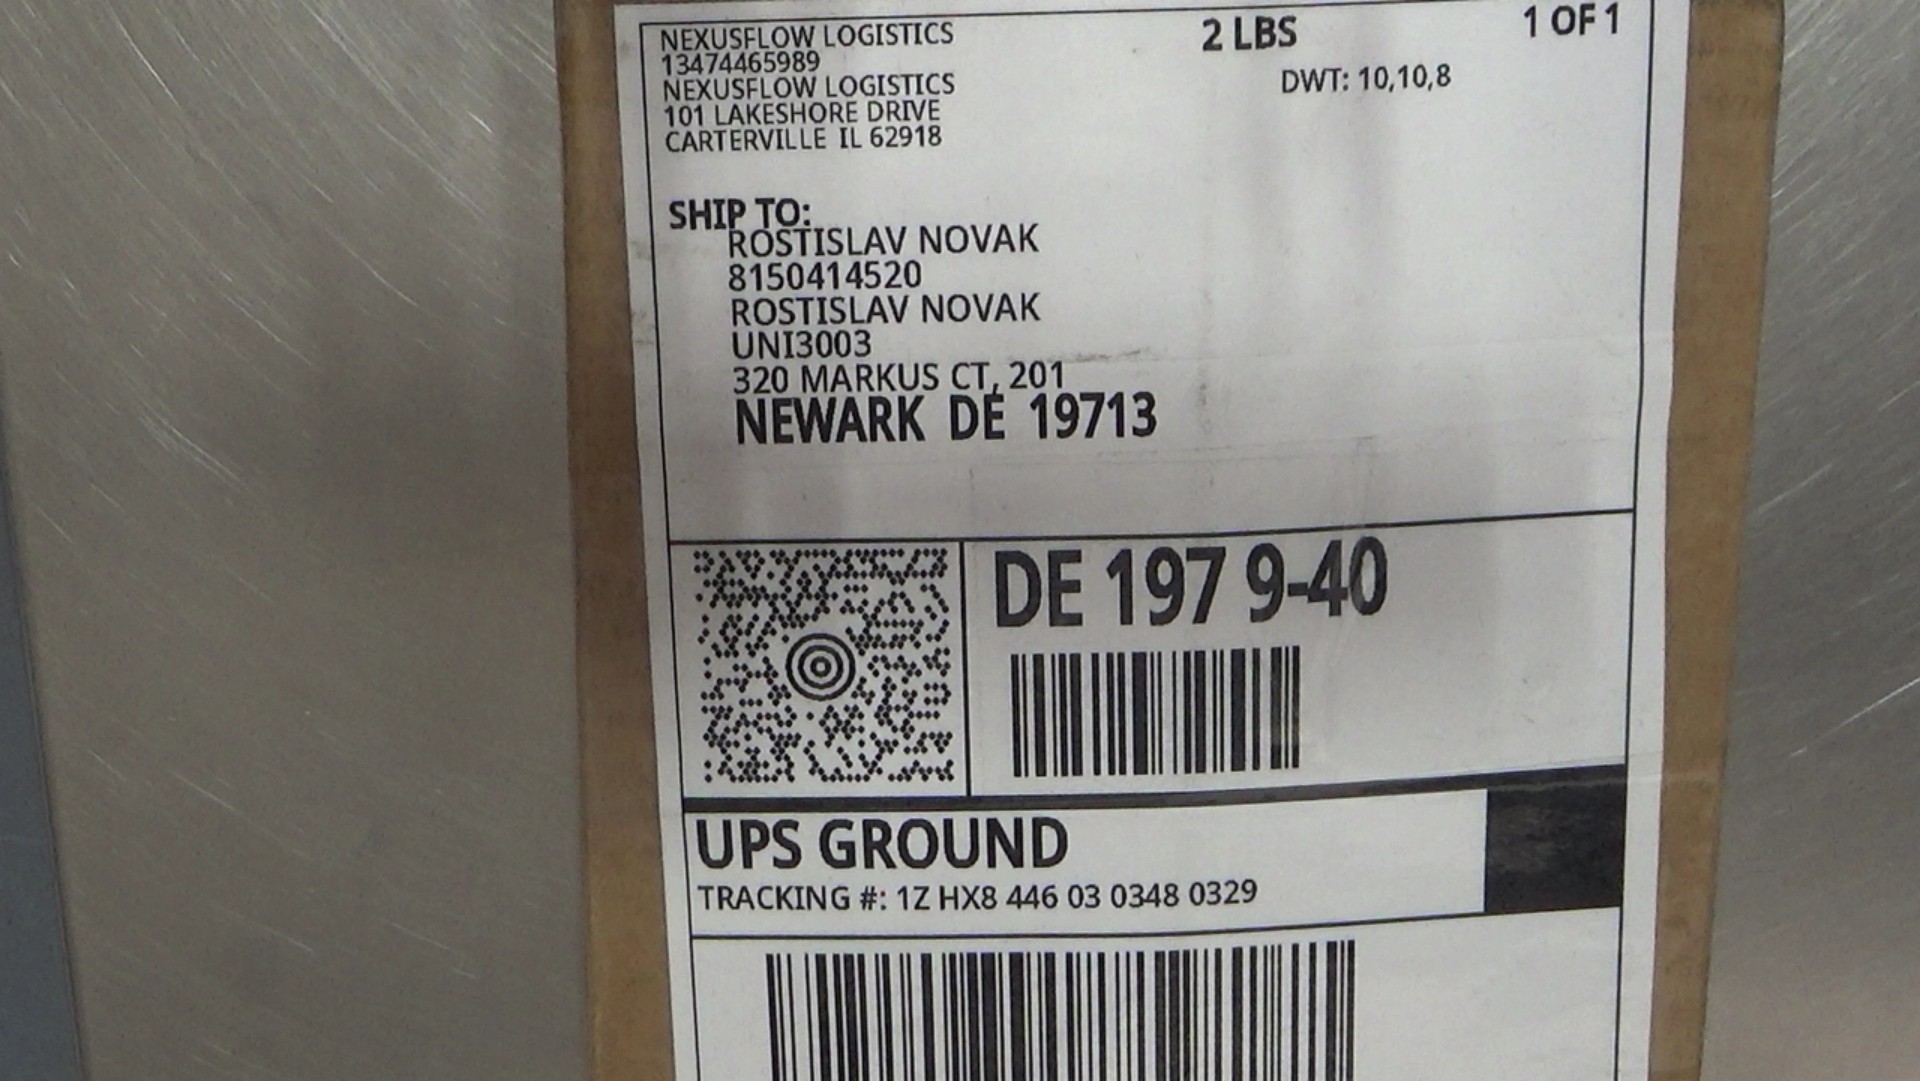 NEXUSFLOW LOGISTICS
13474465989
NEXUSFLOW LOGISTICS
101 LAKESHORE DRIVE
CARTERVILLE IL 62918
2 LBS
1 OF 1
DWT: 10,10,8
SHIP TO:
ROSTISLAV NOVAK
8150414520
ROSTISLAV NOVAK
UNI3003
320 MARKUS CT, 201
NEWARK DE 19713
DE 197 9-40
UPS GROUND
TRACKING #: 1Z HX8 446 03 0348 0329